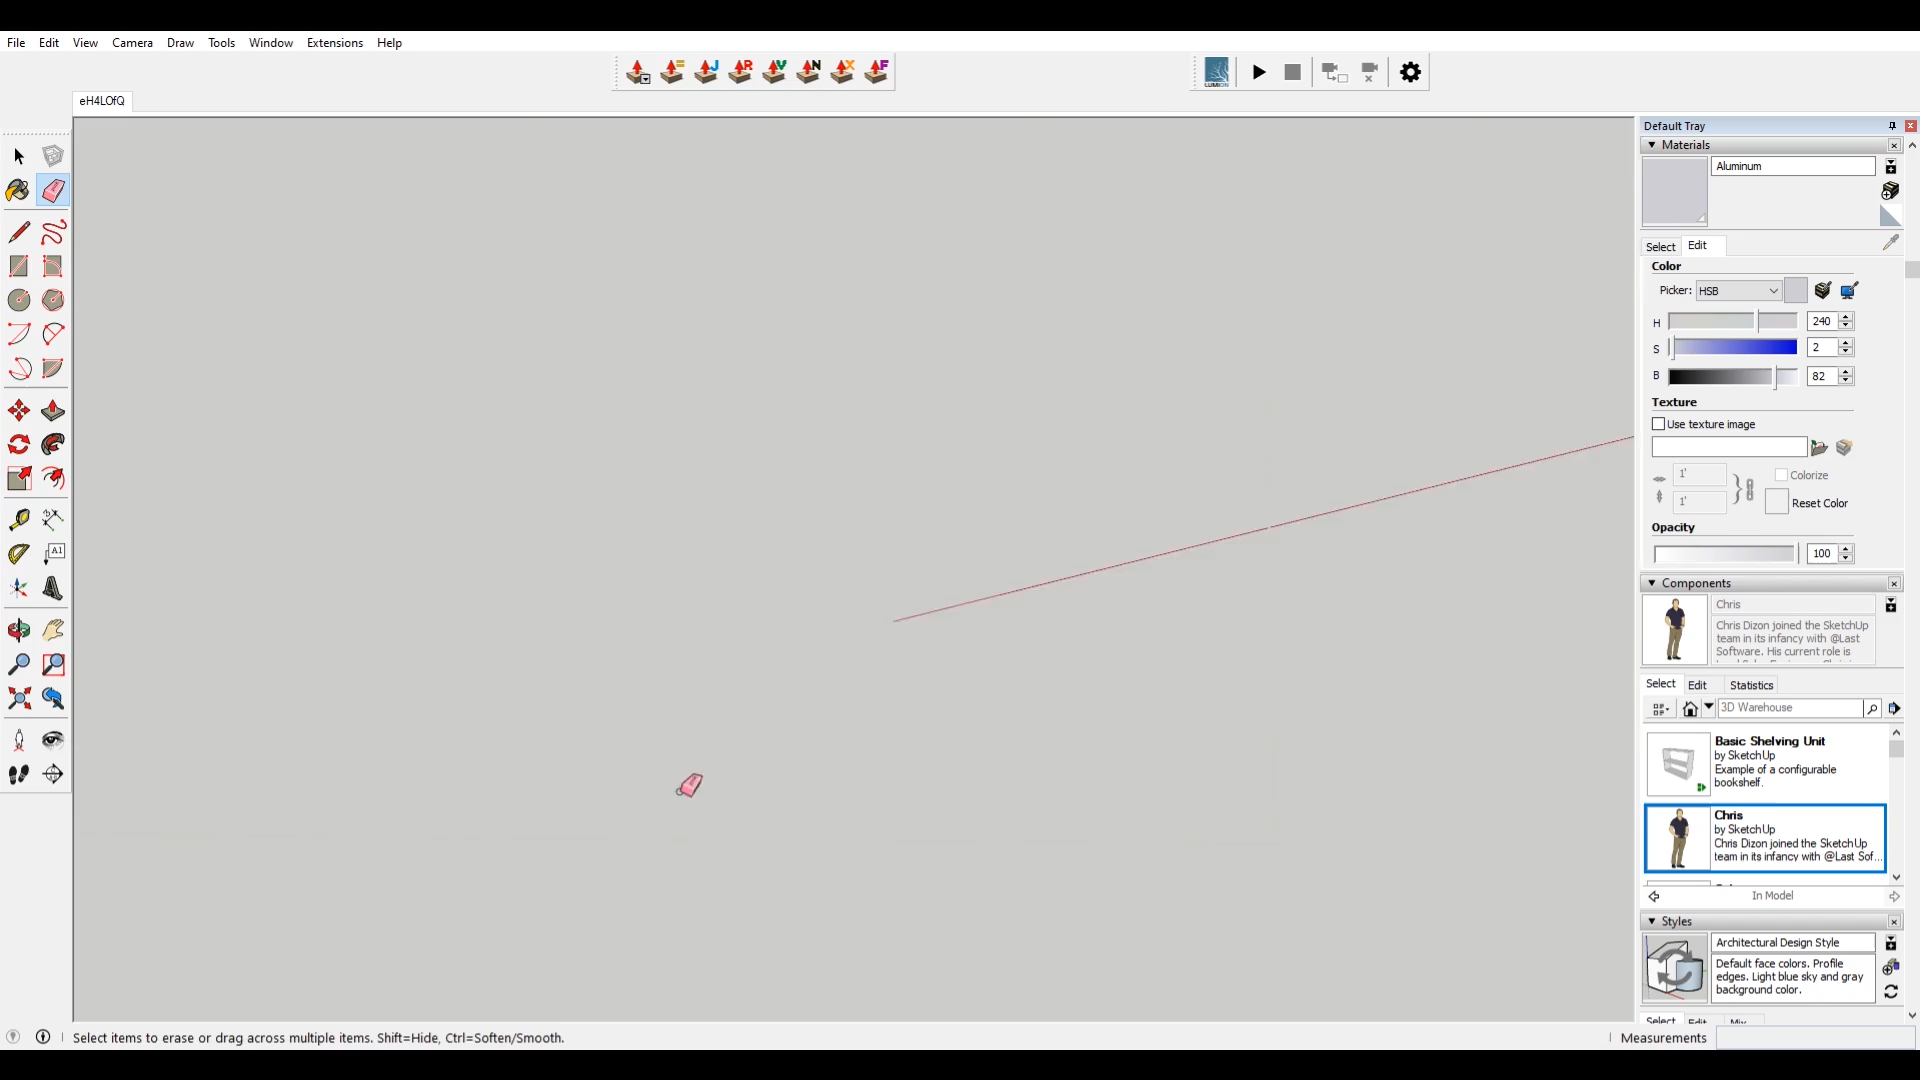 File Edit View Camera Draw Tools Window Extensions Help
= J R V N X F
LUMION
eH4LOfQ
Default Tray
Materials
Aluminum
Select Edit
Color
Picker: HSB
H 240
S 2
B 82
Texture
Use texture image
1'
Colorize
1'
Reset Color
Opacity
100
A1
Components
Chris
Chris Dizon joined the SketchUp
team in its infancy with @Last
Software. His current role is
Select Edit Statistics
3D Warehouse
Basic Shelving Unit
by SketchUp
Example of a configurable
bookshelf.
Chris
by SketchUp
Chris Dizon joined the SketchUp
team in its infancy with @Last Sof...
In Model
Styles
Architectural Design Style
Default face colors. Profile
edges. Light blue sky and gray
background color.
Select Edit Mix
Select items to erase or drag across multiple items. Shift=Hide, Ctrl=Soften/Smooth.
Measurements